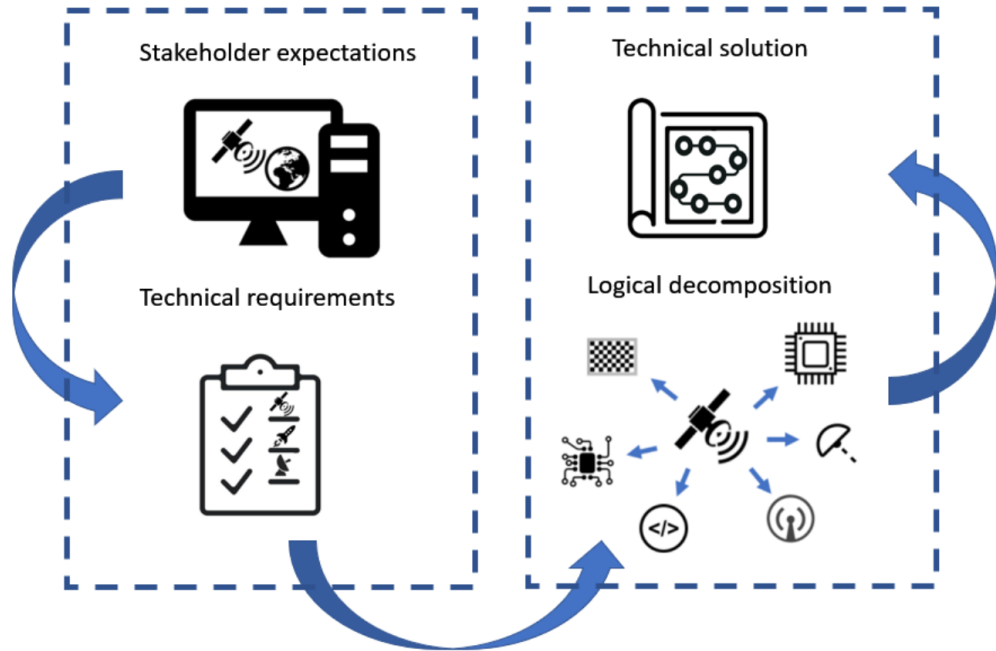 Stakeholder expectations
Technical requirements
Technical solution
Logical decomposition
</>